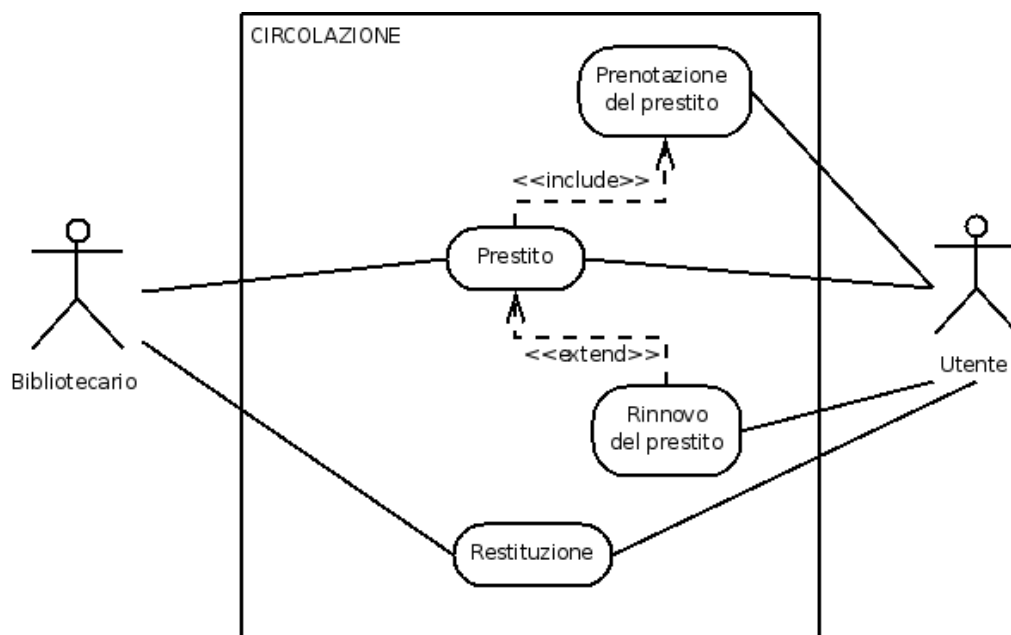 CIRCOLAZIONE
Prenotazione
del prestito
<<include>>
Prestito
<<extend>>
Bibliotecario
Utente
Rinnovo
del prestito
Restituzione